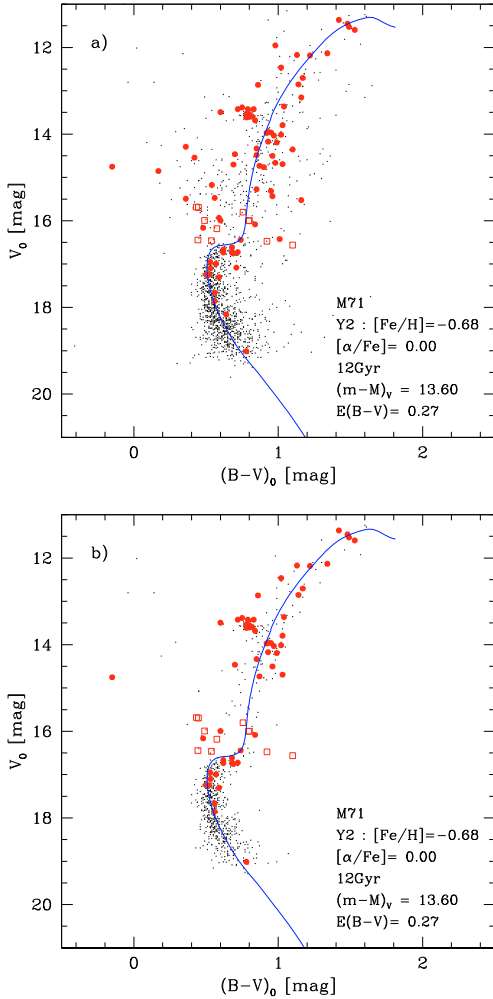 a)
12
14
16
18
20
V₀ [mag]
M71
Y2 : [Fe/H]=−0.68
[α/Fe]= 0.00
12Gyr
(m−M)ᵥ = 13.60
E(B−V)= 0.27
0 1 2
(B−V)₀ [mag]
b)
12
14
16
18
20
V₀ [mag]
M71
Y2 : [Fe/H]=−0.68
[α/Fe]= 0.00
12Gyr
(m−M)ᵥ = 13.60
E(B−V)= 0.27
0 1 2
(B−V)₀ [mag]